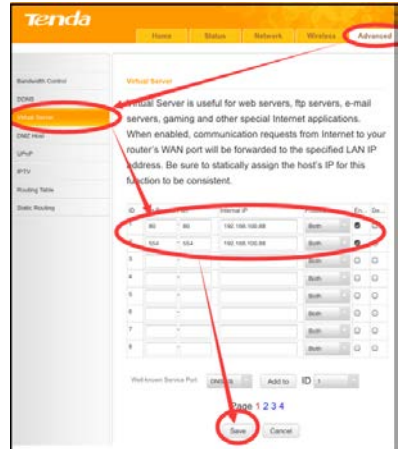 Tenda
Home Status Network Wireless Advanced
Bandwidth Control
DDNS
Virtual Server
DMZ Host
UPnP
IPTV
Routing Table
Static Routing
Virtual Server
Virtual Server is useful for web servers, ftp servers, e-mail
servers, gaming and other special Internet applications.
When enabled, communication requests from Internet to your
router's WAN port will be forwarded to the specified LAN IP
address. Be sure to statically assign the host's IP for this
function to be consistent.
ID Internal IP En... De...
1 80 - 80 192.168.100.88 Both
2 554 - 554 192.168.100.88 Both
3 - Both
4 - Both
5 - Both
6 - Both
7 - Both
8 - Both
Well-known Service Port: Add to ID 1
Page 1 2 3 4
Save Cancel